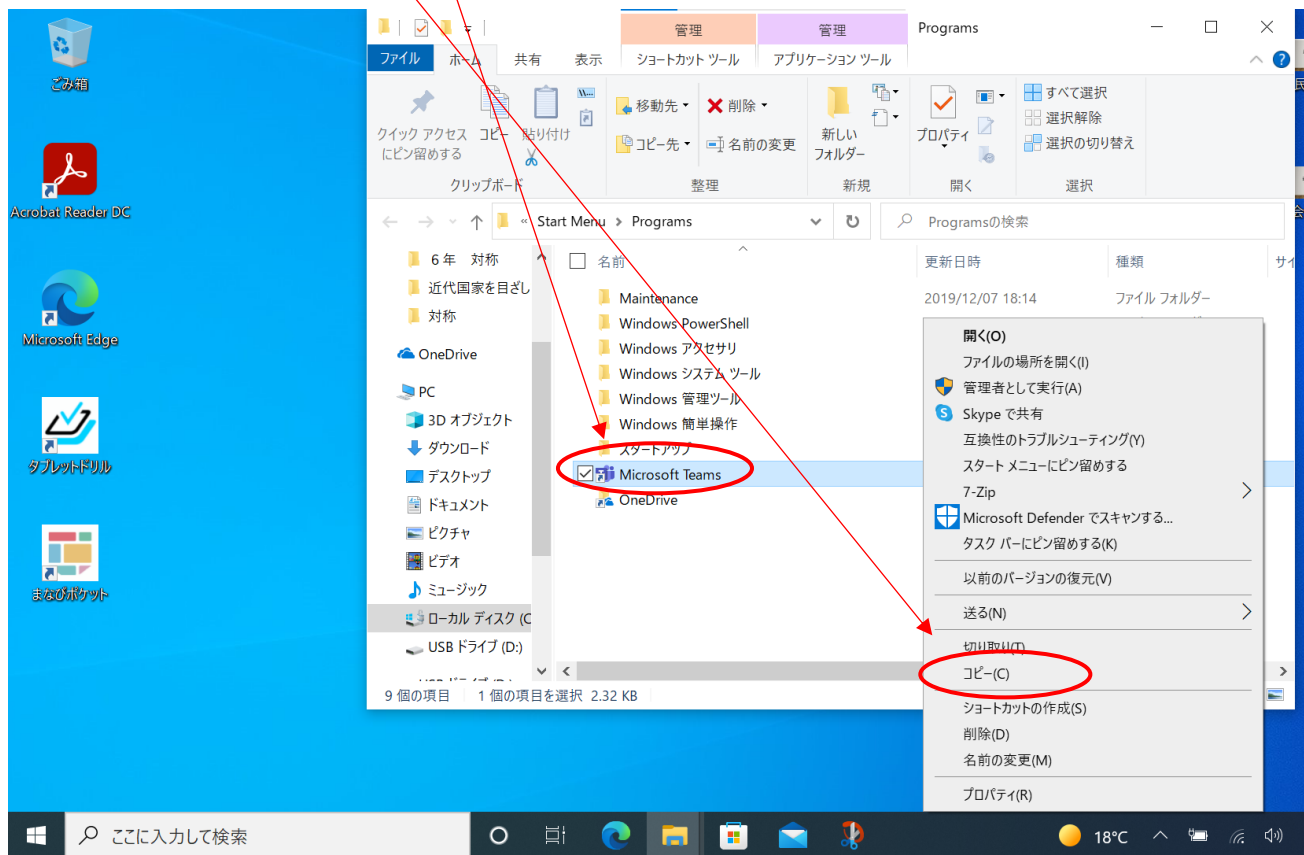 ごみ箱
Acrobat Reader DC
Microsoft Edge
タブレットドリル
まなびポケット
管理
管理
Programs
ファイル
ホーム
共有
表示
ショートカット ツール
アプリケーション ツール
クイック アクセス
にピン留めする
コピー
貼り付け
移動先
コピー先
削除
名前の変更
新しい
フォルダー
プロパティ
すべて選択
選択解除
選択の切り替え
クリップボード
整理
新規
開く
選択
« Start Menu › Programs
Programsの検索
6年 対称
近代国家を目ざし
対称
OneDrive
PC
3D オブジェクト
ダウンロード
デスクトップ
ドキュメント
ピクチャ
ビデオ
ミュージック
ローカル ディスク (C
USB ドライブ (D:)
名前
更新日時
種類
サイ
Maintenance
2019/12/07 18:14
ファイル フォルダー
Windows PowerShell
Windows アクセサリ
Windows システム ツール
Windows 管理ツール
Windows 簡単操作
スタートアップ
Microsoft Teams
OneDrive
9 個の項目
1 個の項目を選択 2.32 KB
開く(O)
ファイルの場所を開く(I)
管理者として実行(A)
Skype で共有
互換性のトラブルシューティング(Y)
スタート メニューにピン留めする
7-Zip
Microsoft Defender でスキャンする...
タスク バーにピン留めする(K)
以前のバージョンの復元(V)
送る(N)
切り取り(T)
コピー(C)
ショートカットの作成(S)
削除(D)
名前の変更(M)
プロパティ(R)
ここに入力して検索
18°C